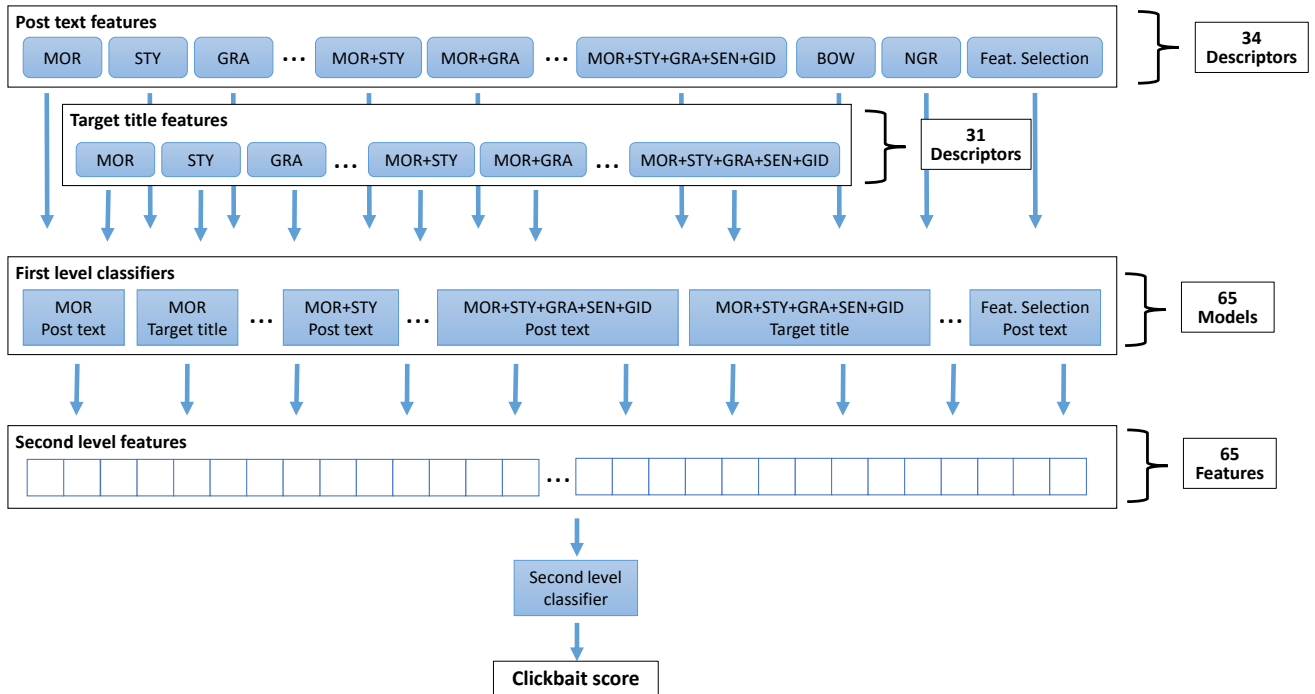 Post text features
MOR
STY
GRA
...
MOR+STY
MOR+GRA
...
MOR+STY+GRA+SEN+GID
BOW
NGR
Feat. Selection
34
Descriptors
Target title features
MOR
STY
GRA
...
MOR+STY
MOR+GRA
...
MOR+STY+GRA+SEN+GID
31
Descriptors
First level classifiers
MOR
Post text
MOR
Target title
...
MOR+STY
Post text
...
MOR+STY+GRA+SEN+GID
Post text
MOR+STY+GRA+SEN+GID
Target title
...
Feat. Selection
Post text
65
Models
Second level features
...
65
Features
Second level
classifier
Clickbait score